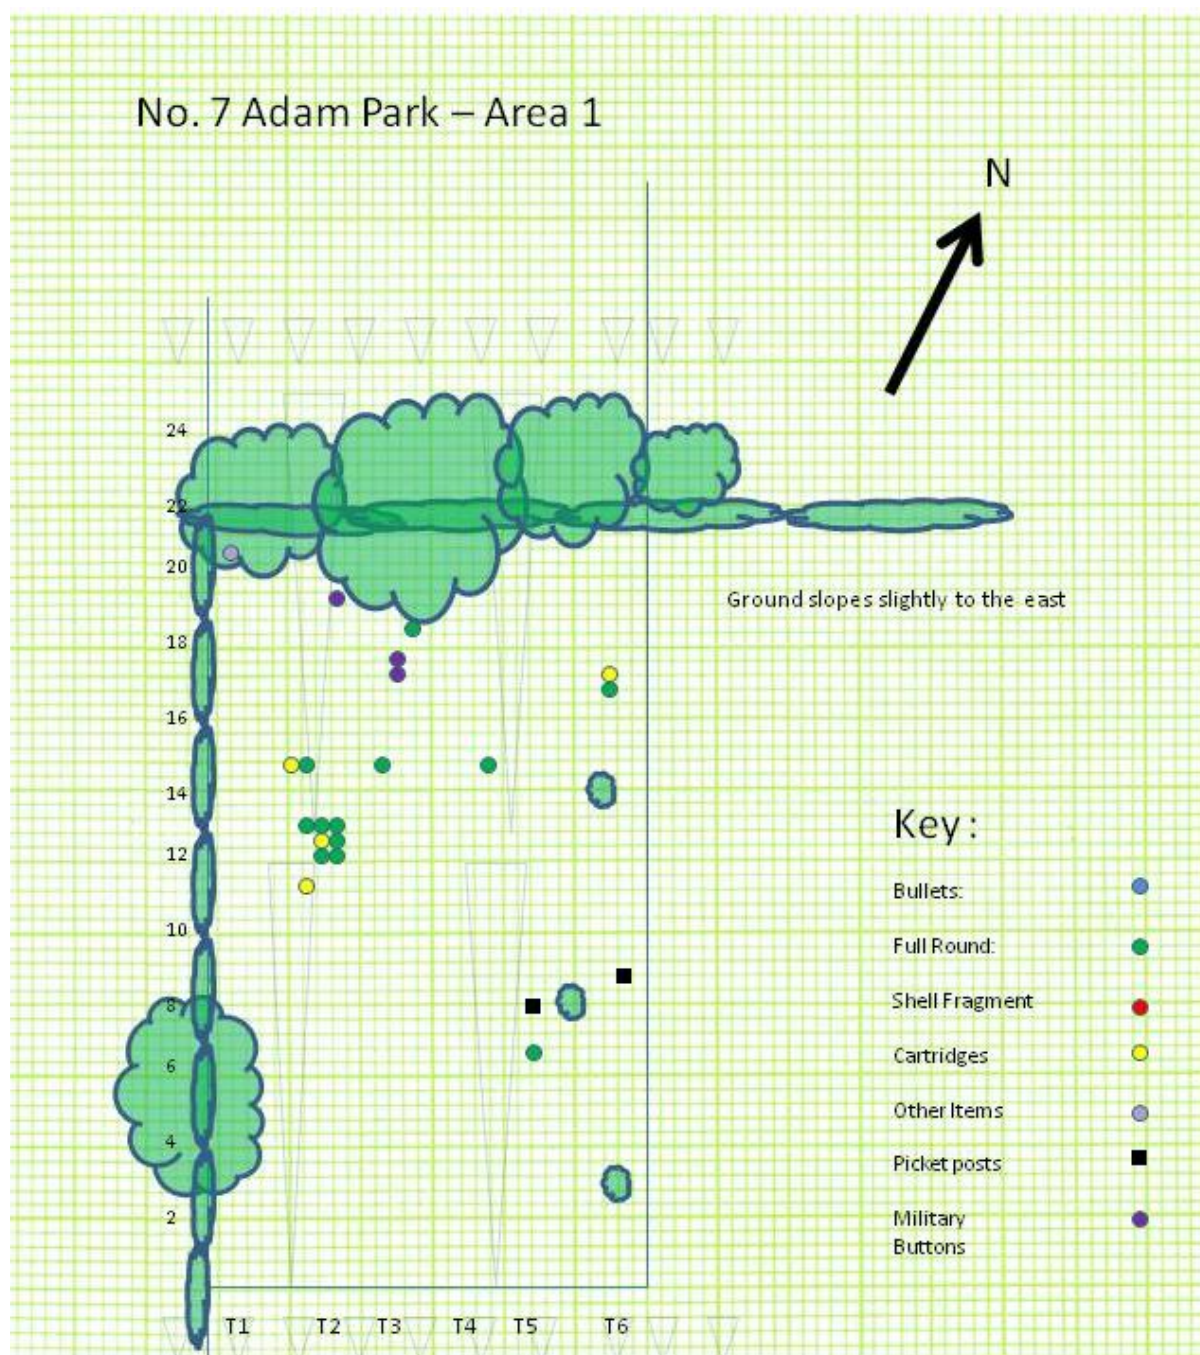 No. 7 Adam Park – Area 1
N
24
22
20
Ground slopes slightly to the east
18
16
14
Key :
12
Bullets:
10
Full Round:
8
Shell Fragment
6
Cartridges
Other Items
4
Picket posts
2
Military
Buttons
T1 T2 T3 T4 T5 T6